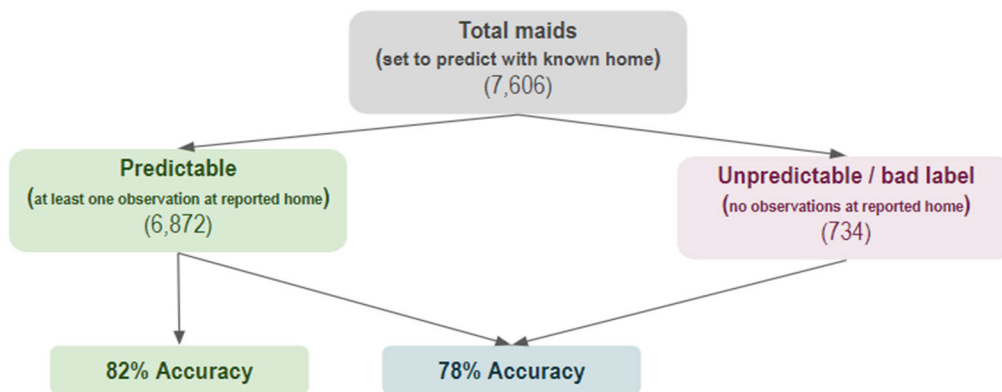 Total maids
(set to predict with known home)
(7,606)
Predictable
(at least one observation at reported home)
(6,872)
Unpredictable / bad label
(no observations at reported home)
(734)
82% Accuracy
78% Accuracy